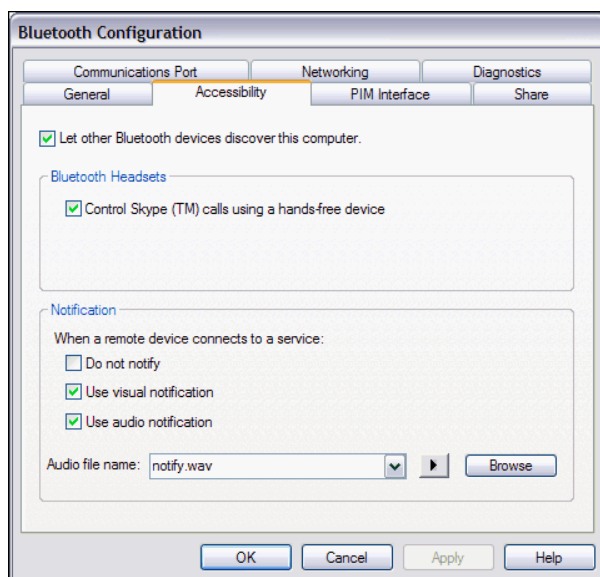 Bluetooth Configuration
Communications Port Networking Diagnostics
General Accessibility PIM Interface Share
Let other Bluetooth devices discover this computer.
Bluetooth Headsets
Control Skype (TM) calls using a hands-free device
Notification
When a remote device connects to a service:
Do not notify
Use visual notification
Use audio notification
Audio file name: notify.wav Browse
OK Cancel Apply Help